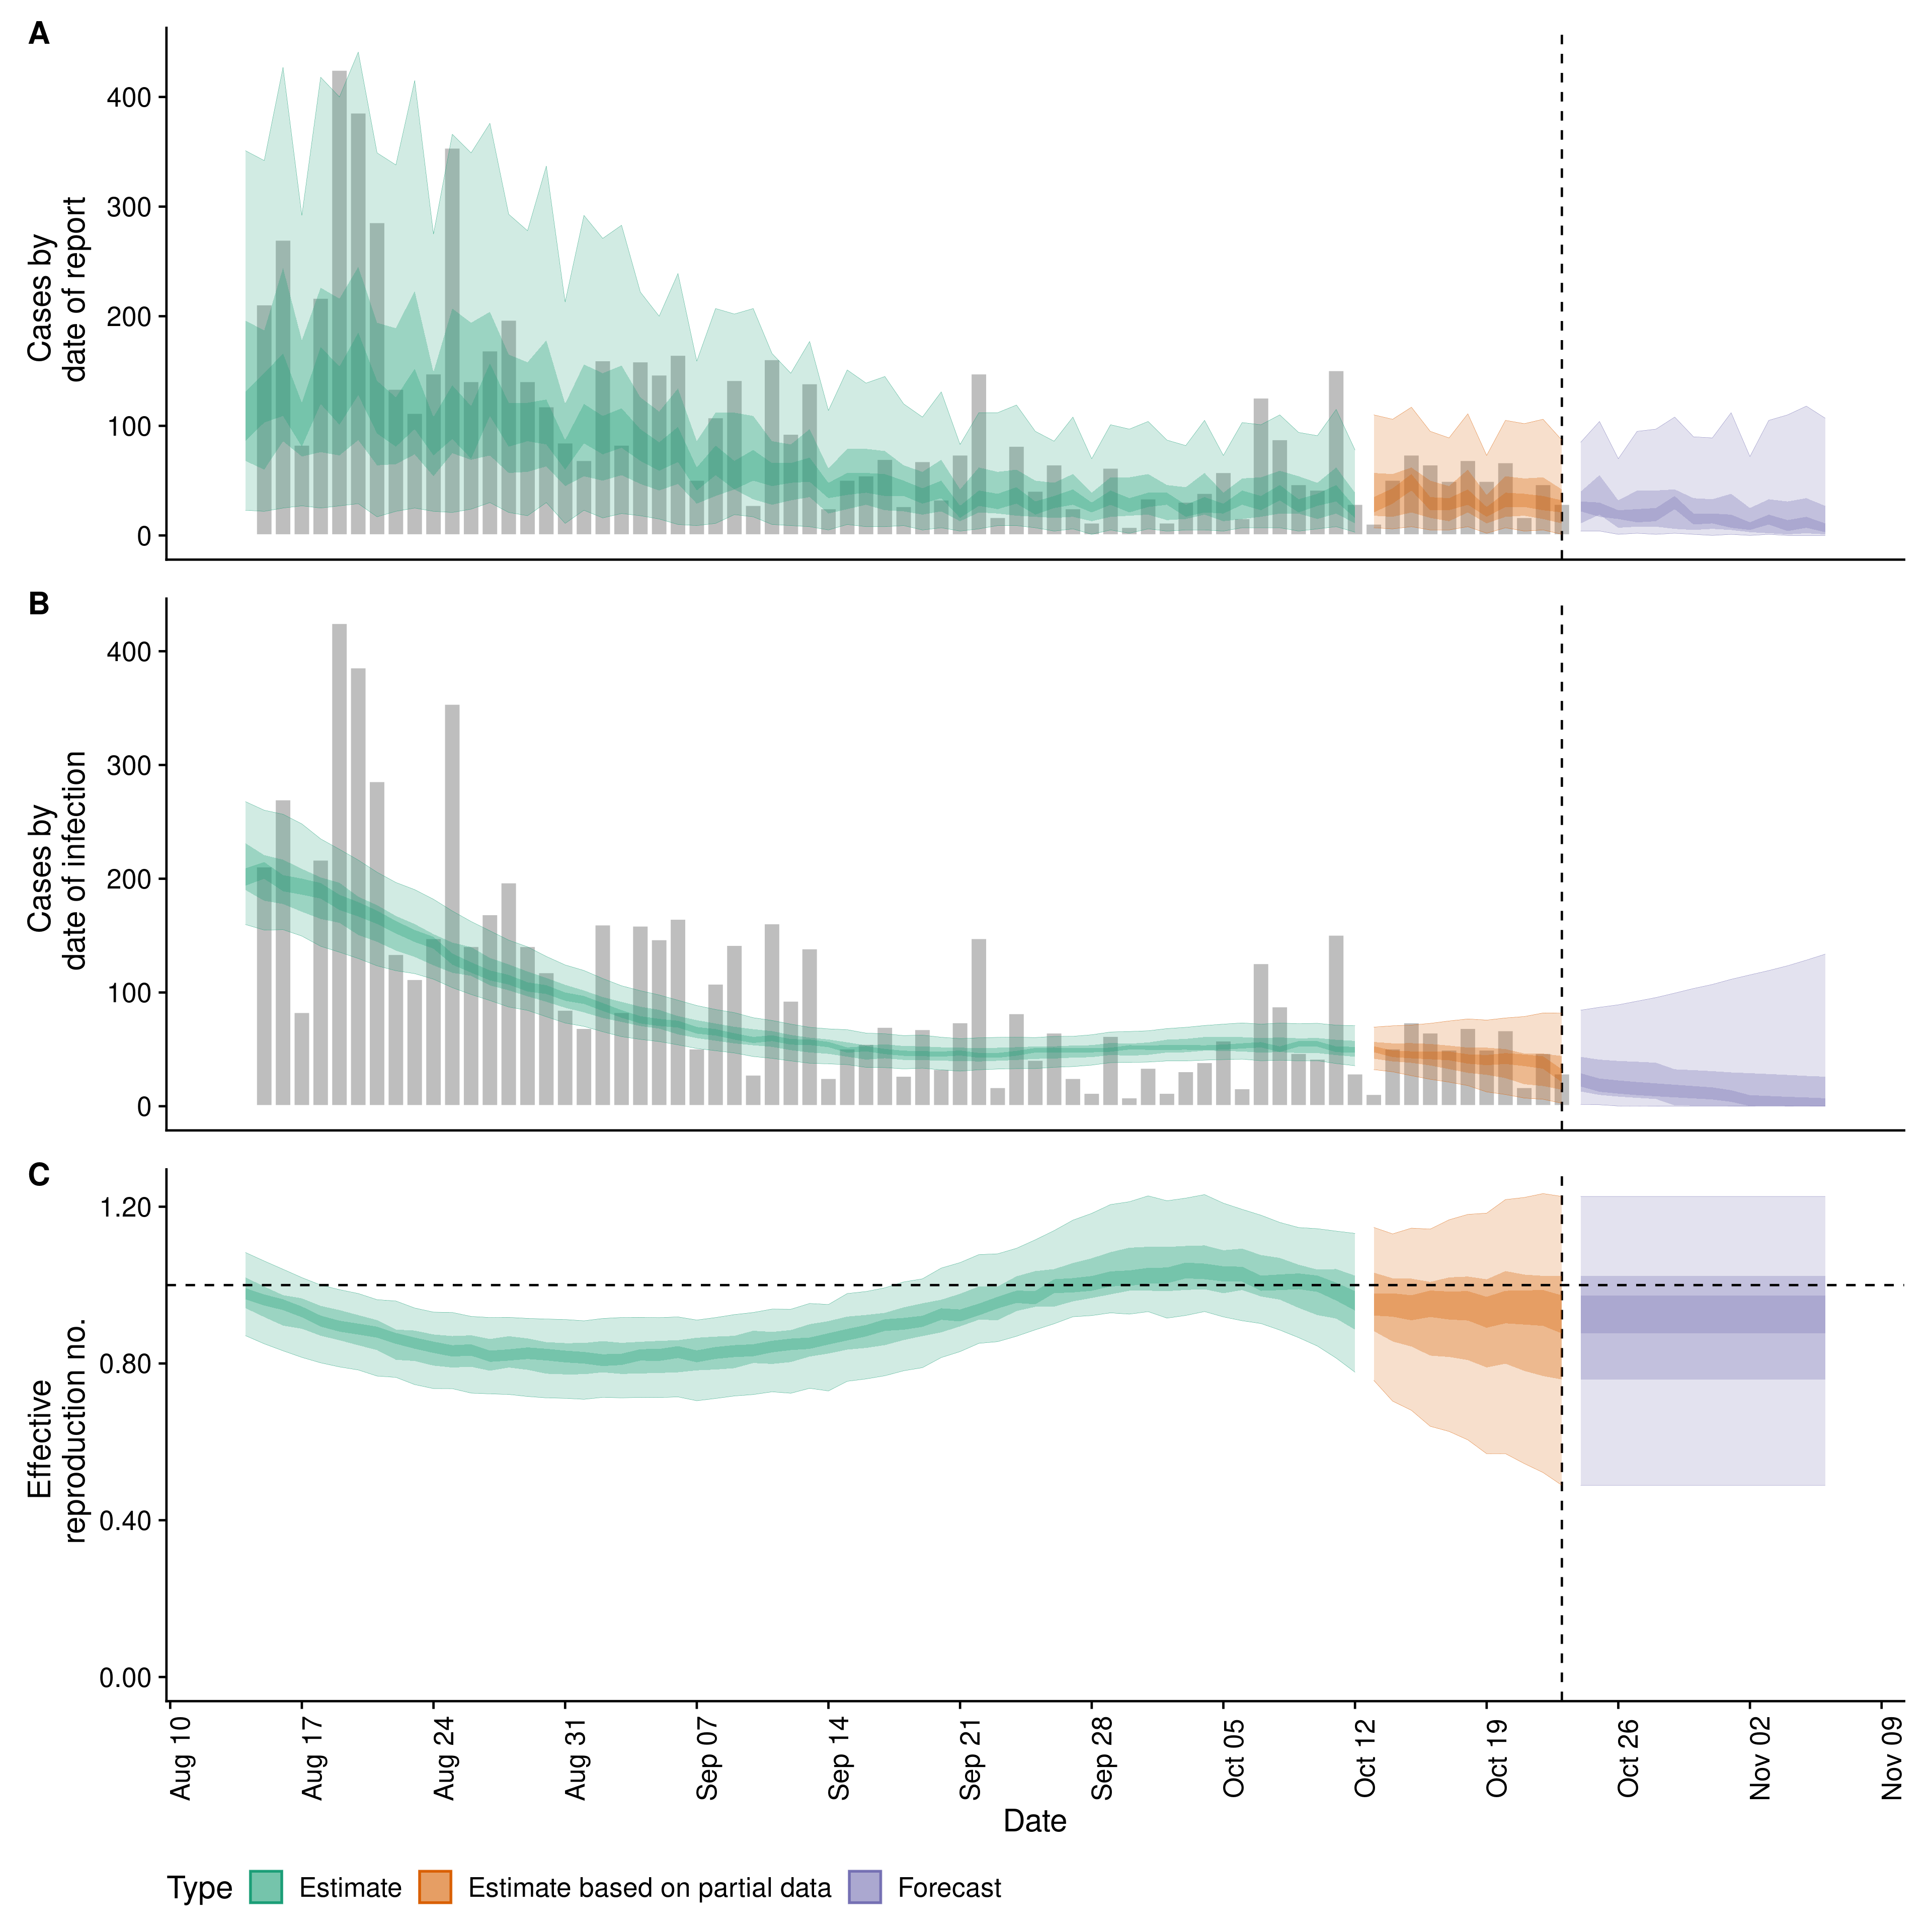 A
Cases by
date of report
400
300
200
100
0
B
Cases by
date of infection
400
300
200
100
0
C
Effective
reproduction no.
1.20
0.80
0.40
0.00
Aug 10
Aug 17
Aug 24
Aug 31
Sep 07
Sep 14
Sep 21
Sep 28
Oct 05
Oct 12
Oct 19
Oct 26
Nov 02
Nov 09
Date
Type Estimate Estimate based on partial data Forecast